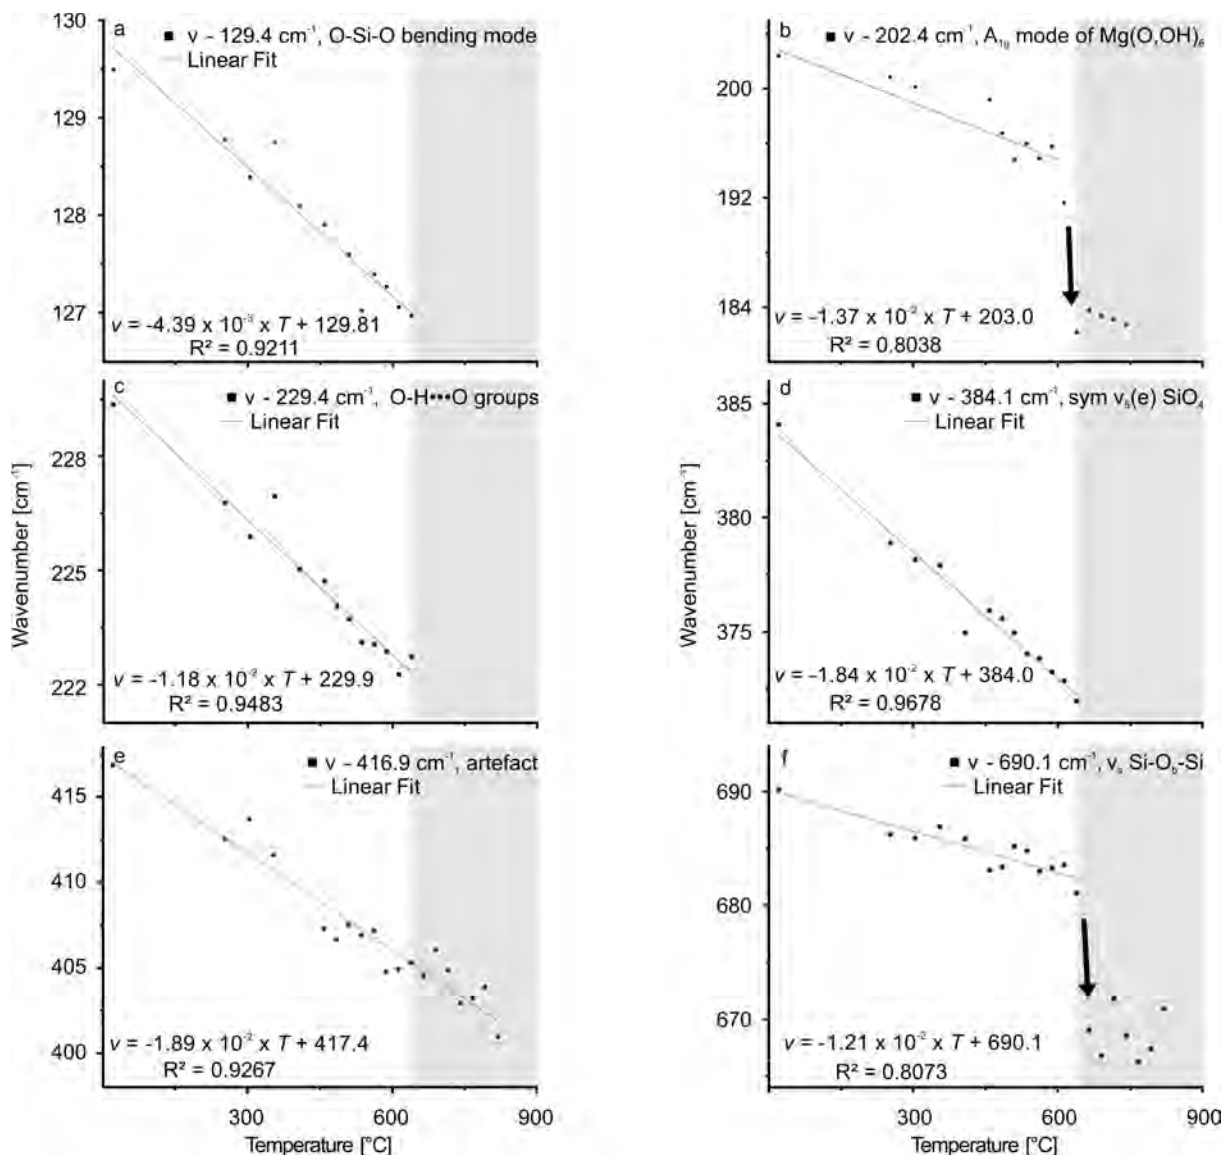 a
■ ν - 129.4 cm⁻¹, O-Si-O bending mode
Linear Fit
130
129
128
127
ν = -4.39 x 10⁻³ x T + 129.81
R² = 0.9211
b
■ ν - 202.4 cm⁻¹, A₁g mode of Mg(O,OH)₆
200
192
184
ν = -1.37 x 10⁻² x T + 203.0
R² = 0.8038
c
■ ν - 229.4 cm⁻¹, O-H•••O groups
Linear Fit
228
225
222
Wavenumber [cm⁻¹]
ν = -1.18 x 10⁻² x T + 229.9
R² = 0.9483
d
■ ν - 384.1 cm⁻¹, sym ν₅(e) SiO₄
Linear Fit
385
380
375
Wavenumber [cm⁻¹]
ν = -1.84 x 10⁻² x T + 384.0
R² = 0.9678
e
■ ν - 416.9 cm⁻¹, artefact
Linear Fit
415
410
405
400
ν = -1.89 x 10⁻² x T + 417.4
R² = 0.9267
300 600 900
Temperature [°C]
f
■ ν - 690.1 cm⁻¹, νₛ Si-O_b-Si
Linear Fit
690
680
670
ν = -1.21 x 10⁻² x T + 690.1
R² = 0.8073
300 600 900
Temperature [°C]